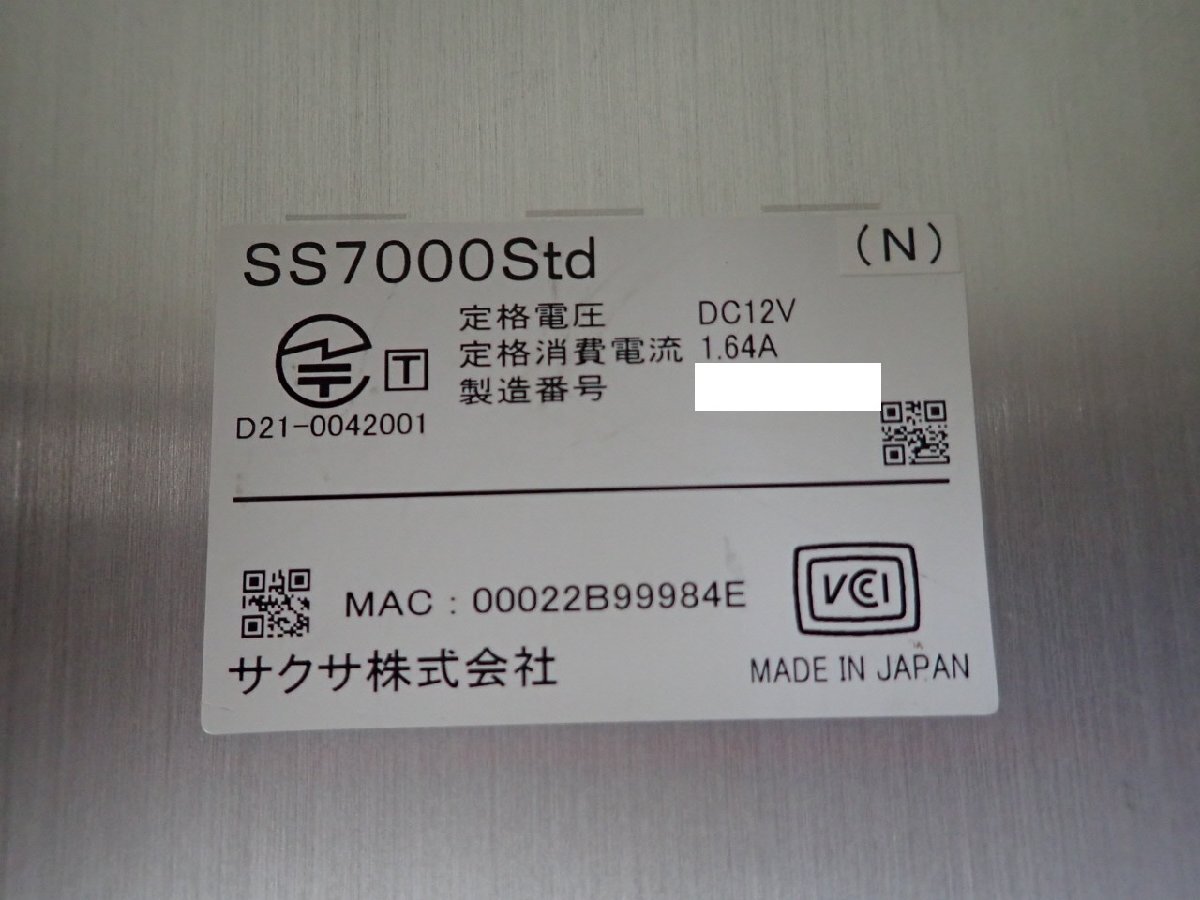 SS7000Std (N)
定格電圧 DC12V
定格消費電流 1.64A
製造番号
T
D21-0042001
MAC : 00022B99984E
VCCI
サクサ株式会社
MADE IN JAPAN